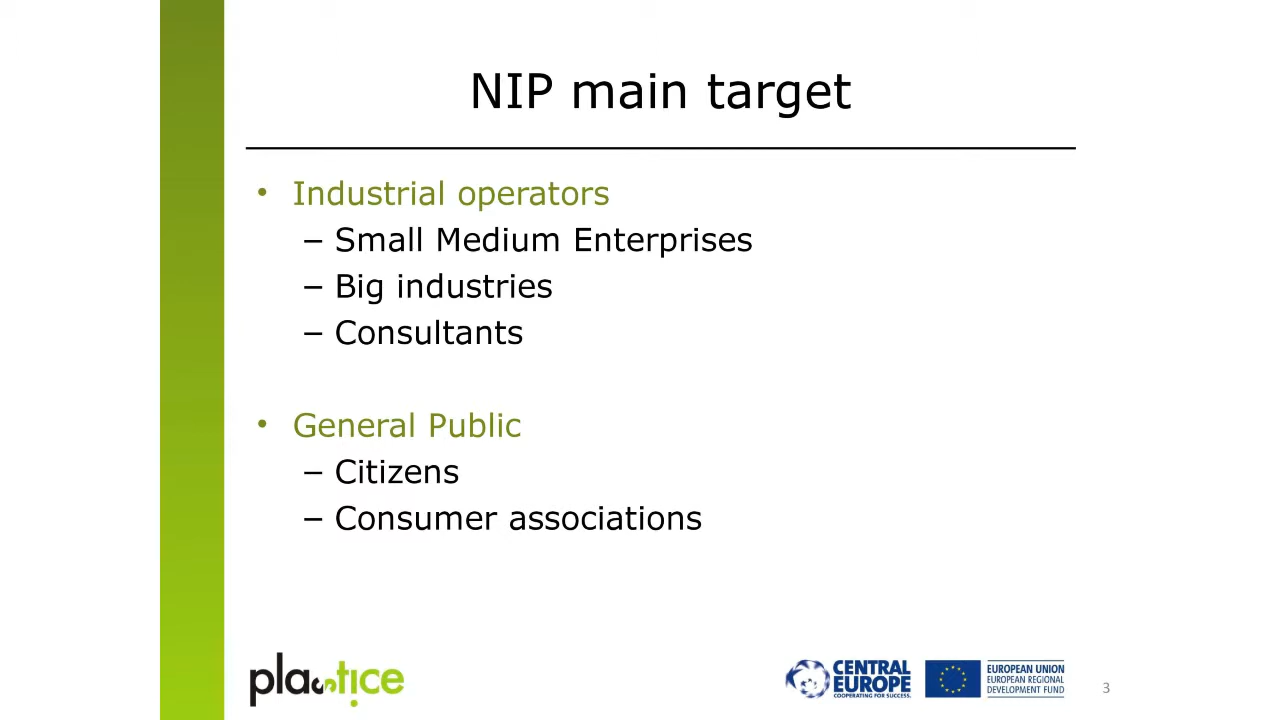 NIP main target
• Industrial operators
– Small Medium Enterprises
– Big industries
– Consultants
• General Public
– Citizens
– Consumer associations
plastice
CENTRAL
EUROPE
COOPERATING FOR SUCCESS.
EUROPEAN UNION
EUROPEAN REGIONAL
DEVELOPMENT FUND
3